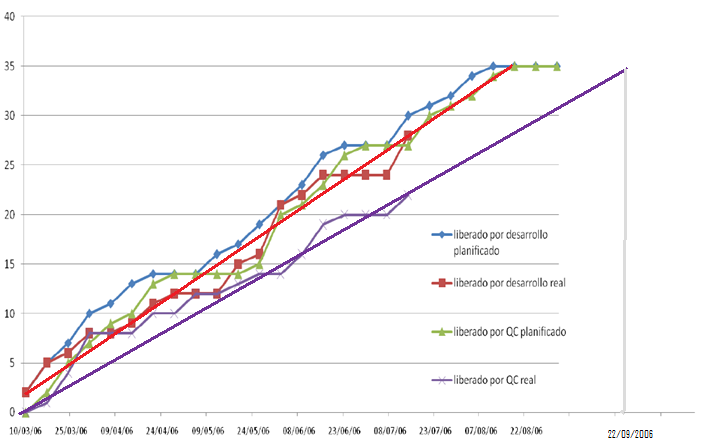 40
35
30
25
20
15
10
5
0
liberado por desarrollo
planificado
liberado por desarrollo real
liberado por QC planificado
liberado por QC real
10/03/06 25/03/06 09/04/06 24/04/06 09/05/06 24/05/06 08/06/06 23/06/06 08/07/06 23/07/06 07/08/06 22/08/06 22/09/2006